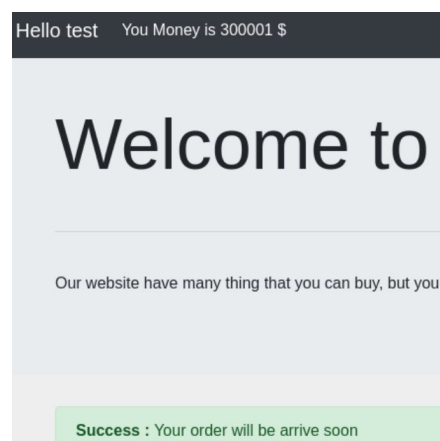 Hello test You Money is 300001 $
Welcome to
Our website have many thing that you can buy, but you
Success : Your order will be arrive soon